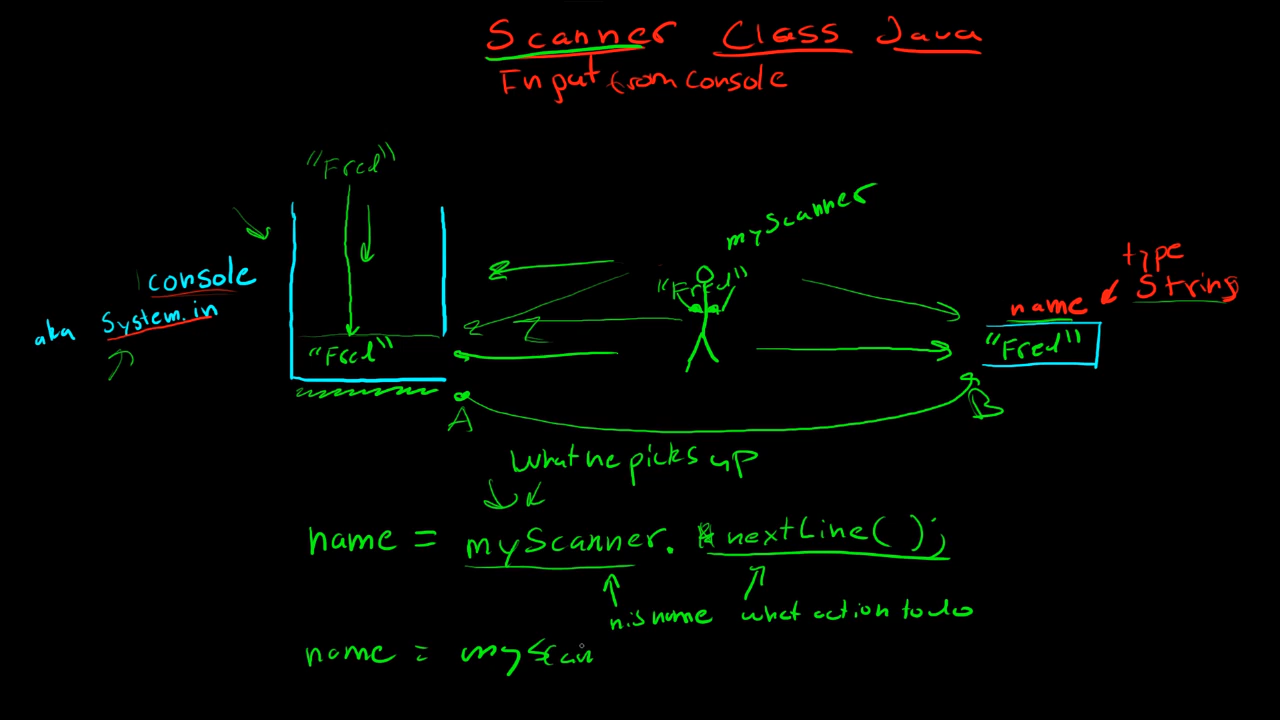 Scanner Class Java
Input from console
"Fred"
myScanner
console
aka System.in
"Fred"
"Fred"
type
String
name
"Fred"
A
B
What he picks up
name = myScanner. nextLine();
his name what action to do
name = myScan